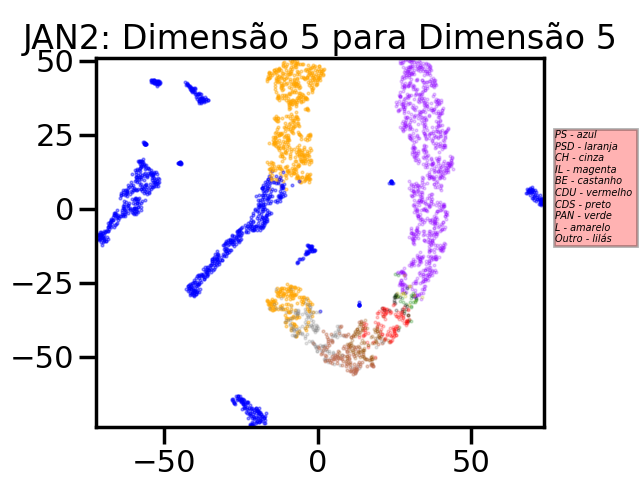 JAN2: Dimensão 5 para Dimensão 5
50
25
0
−25
−50
−50
0
50
PS - azul
PSD - laranja
CH - cinza
IL - magenta
BE - castanho
CDU - vermelho
CDS - preto
PAN - verde
L - amarelo
Outro - lilás